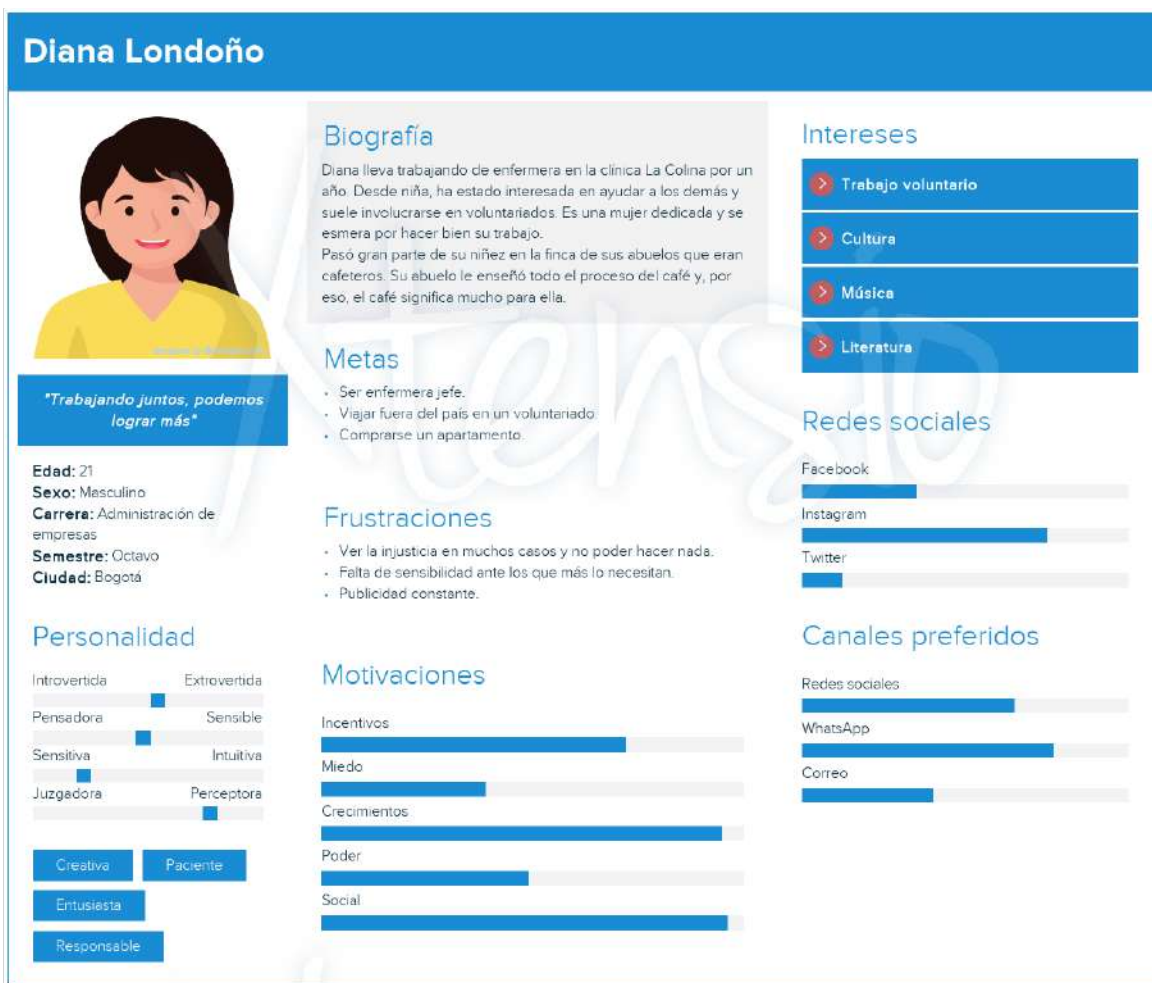 Diana Londoño
"Trabajando juntos, podemos
lograr más"
Edad: 21
Sexo: Masculino
Carrera: Administración de
empresas
Semestre: Octavo
Ciudad: Bogotá
Personalidad
Introvertida Extrovertida
Pensadora Sensible
Sensitiva Intuitiva
Juzgadora Perceptora
Creativa Paciente
Entusiasta
Responsable
Biografía
Diana lleva trabajando de enfermera en la clínica La Colina por un
año. Desde niña, ha estado interesada en ayudar a los demás y
suele involucrarse en voluntariados. Es una mujer dedicada y se
esmera por hacer bien su trabajo.
Pasó gran parte de su niñez en la finca de sus abuelos que eran
cafeteros. Su abuelo le enseñó todo el proceso del café y, por
eso, el café significa mucho para ella.
Metas
• Ser enfermera jefe.
• Viajar fuera del país en un voluntariado.
• Comprarse un apartamento.
Frustraciones
• Ver la injusticia en muchos casos y no poder hacer nada.
• Falta de sensibilidad ante los que más lo necesitan.
• Publicidad constante.
Motivaciones
Incentivos
Miedo
Crecimientos
Poder
Social
Intereses
Trabajo voluntario
Cultura
Música
Literatura
Redes sociales
Facebook
Instagram
Twitter
Canales preferidos
Redes sociales
WhatsApp
Correo
Xtensio